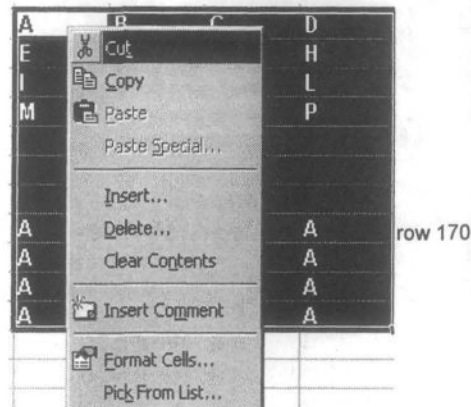 A B C D
Cut
E H
Copy
I L
M Paste P
Paste Special...
Insert...
A Delete... A row 170
A Clear Contents A
A A
Insert Comment
A A
Format Cells...
Pick From List...